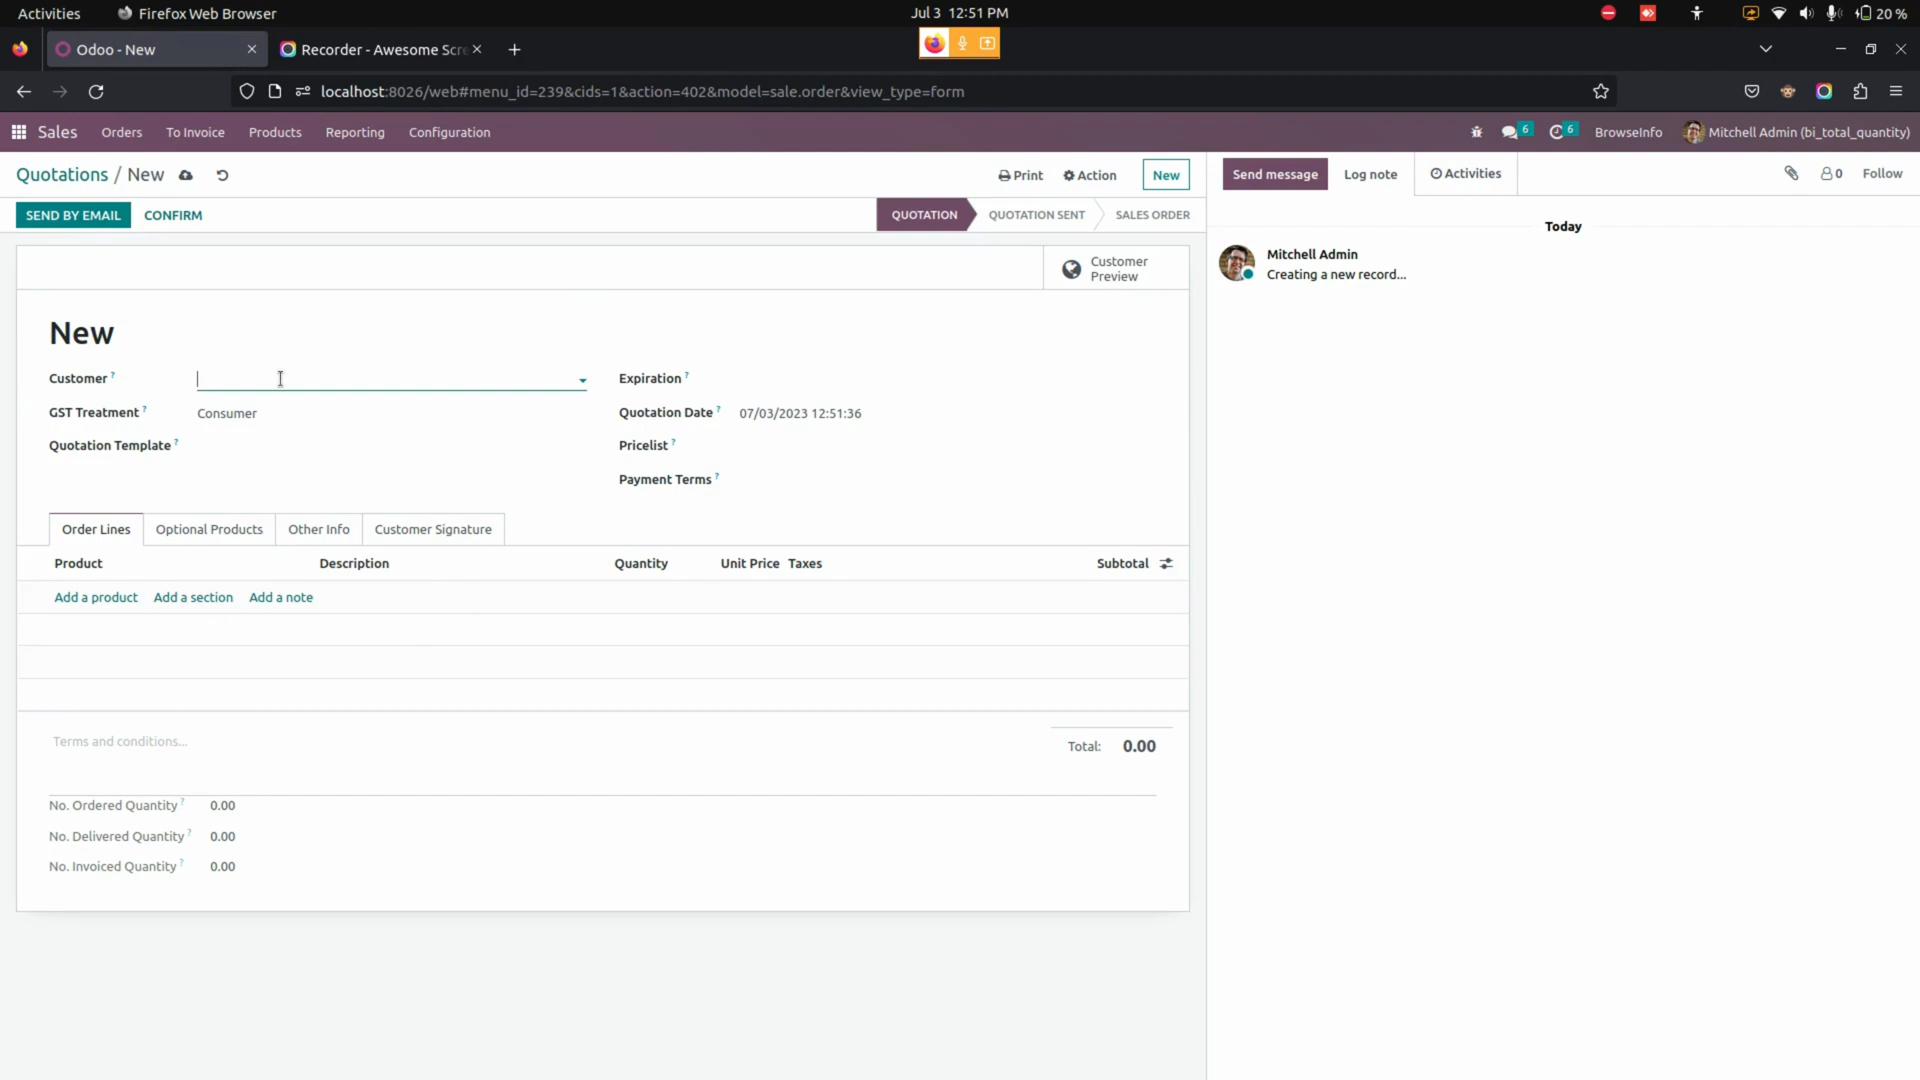 Activities Firefox Web Browser Jul 3 12:51 PM 20 %
Odoo - New Recorder - Awesome Scre
localhost:8026/web#menu_id=239&cids=1&action=402&model=sale.order&view_type=form
Sales Orders To Invoice Products Reporting Configuration 6 6 BrowseInfo Mitchell Admin (bi_total_quantity)
Quotations / New Print Action New Send message Log note Activities 0 Follow
SEND BY EMAIL CONFIRM QUOTATION QUOTATION SENT SALES ORDER
Today
Customer Preview
Mitchell Admin
Creating a new record...
New
Customer ? Expiration ?
GST Treatment ? Consumer Quotation Date ? 07/03/2023 12:51:36
Quotation Template ? Pricelist ?
Payment Terms ?
Order Lines Optional Products Other Info Customer Signature
Product Description Quantity Unit Price Taxes Subtotal
Add a product Add a section Add a note
Terms and conditions... Total: 0.00
No. Ordered Quantity ? 0.00
No. Delivered Quantity ? 0.00
No. Invoiced Quantity ? 0.00